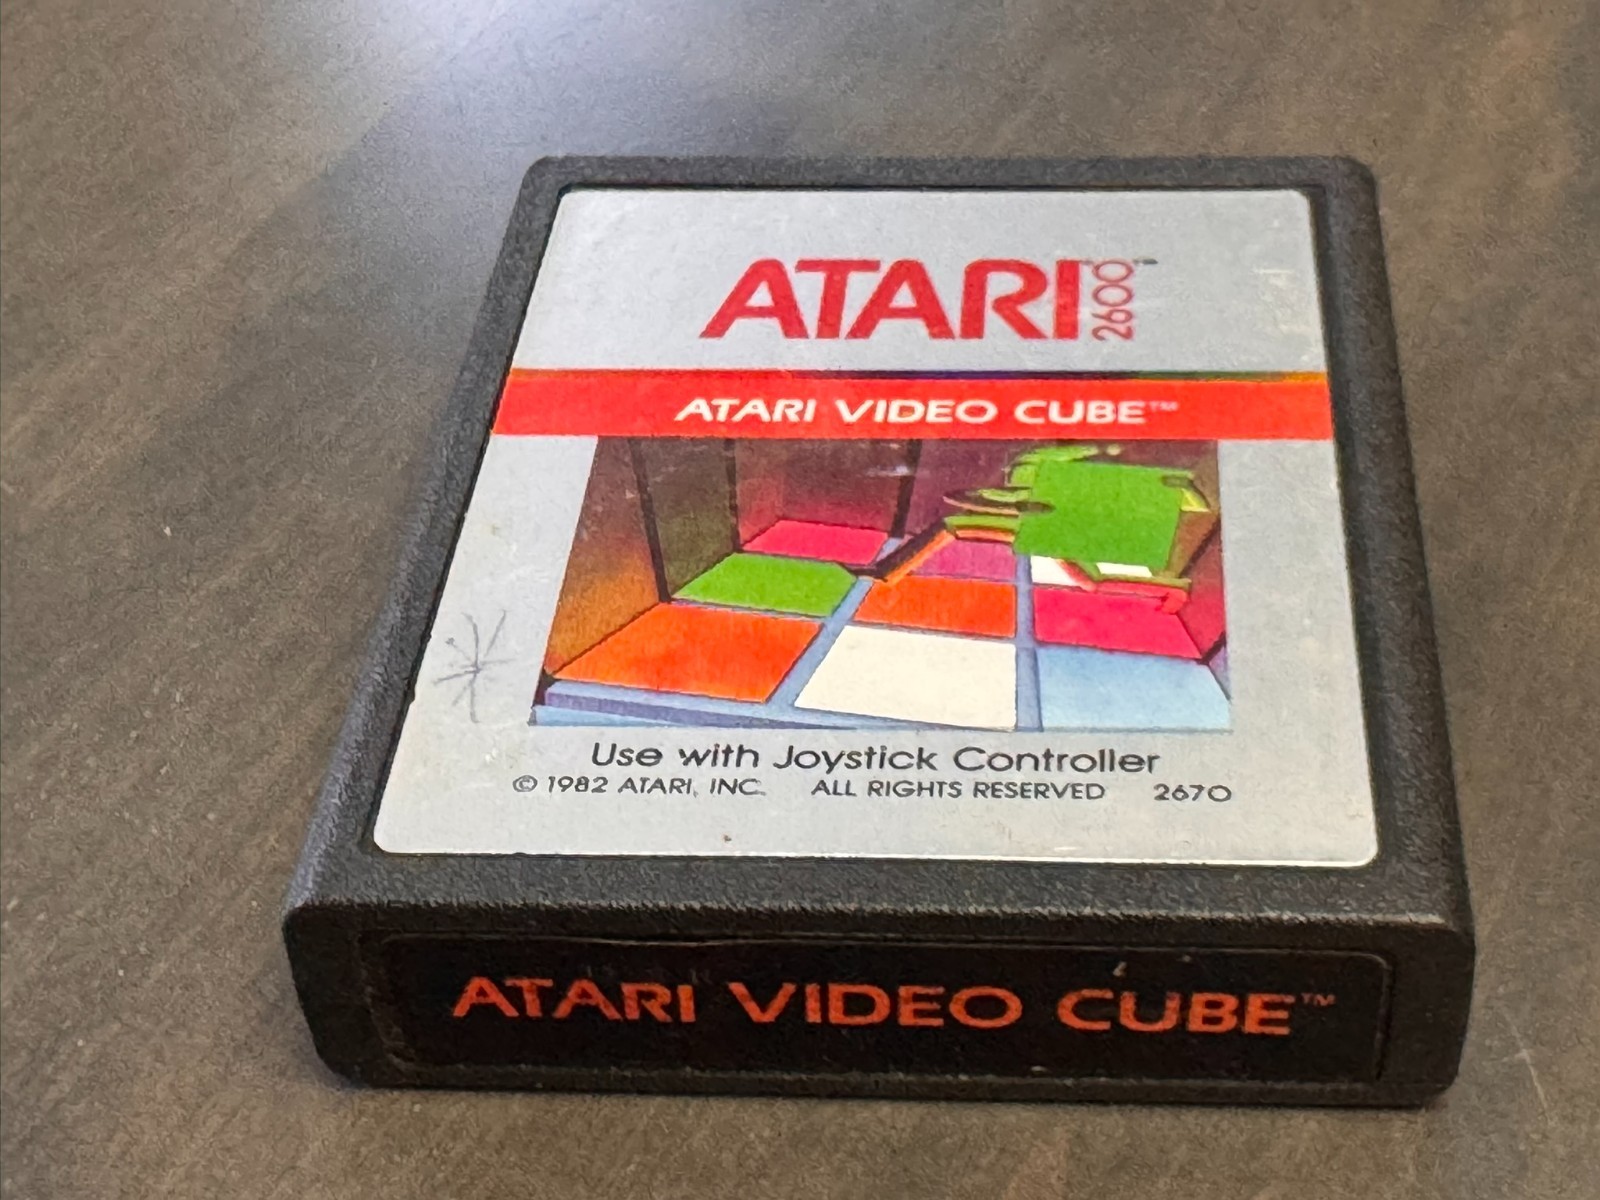 ATARI 2600™
ATARI VIDEO CUBE™
Use with Joystick Controller
© 1982 ATARI, INC. ALL RIGHTS RESERVED 2670
ATARI VIDEO CUBE™